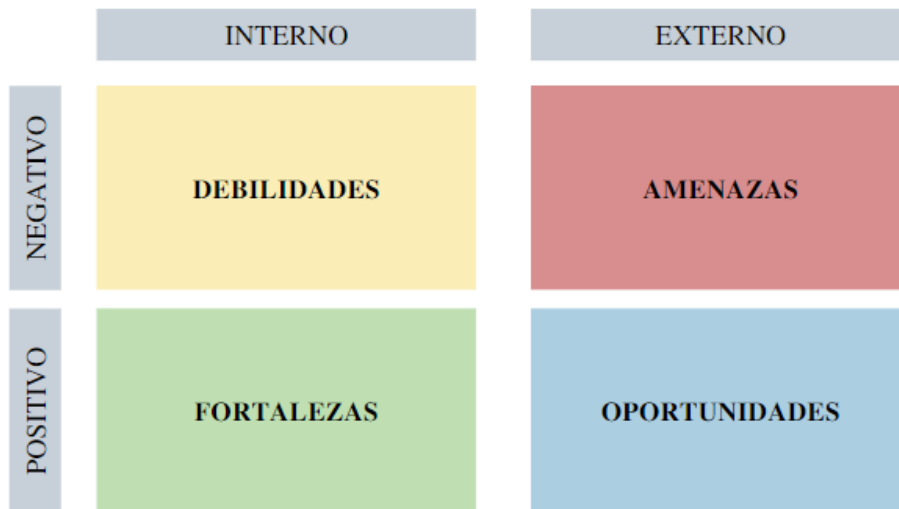 INTERNO
EXTERNO
NEGATIVO
DEBILIDADES
AMENAZAS
POSITIVO
FORTALEZAS
OPORTUNIDADES